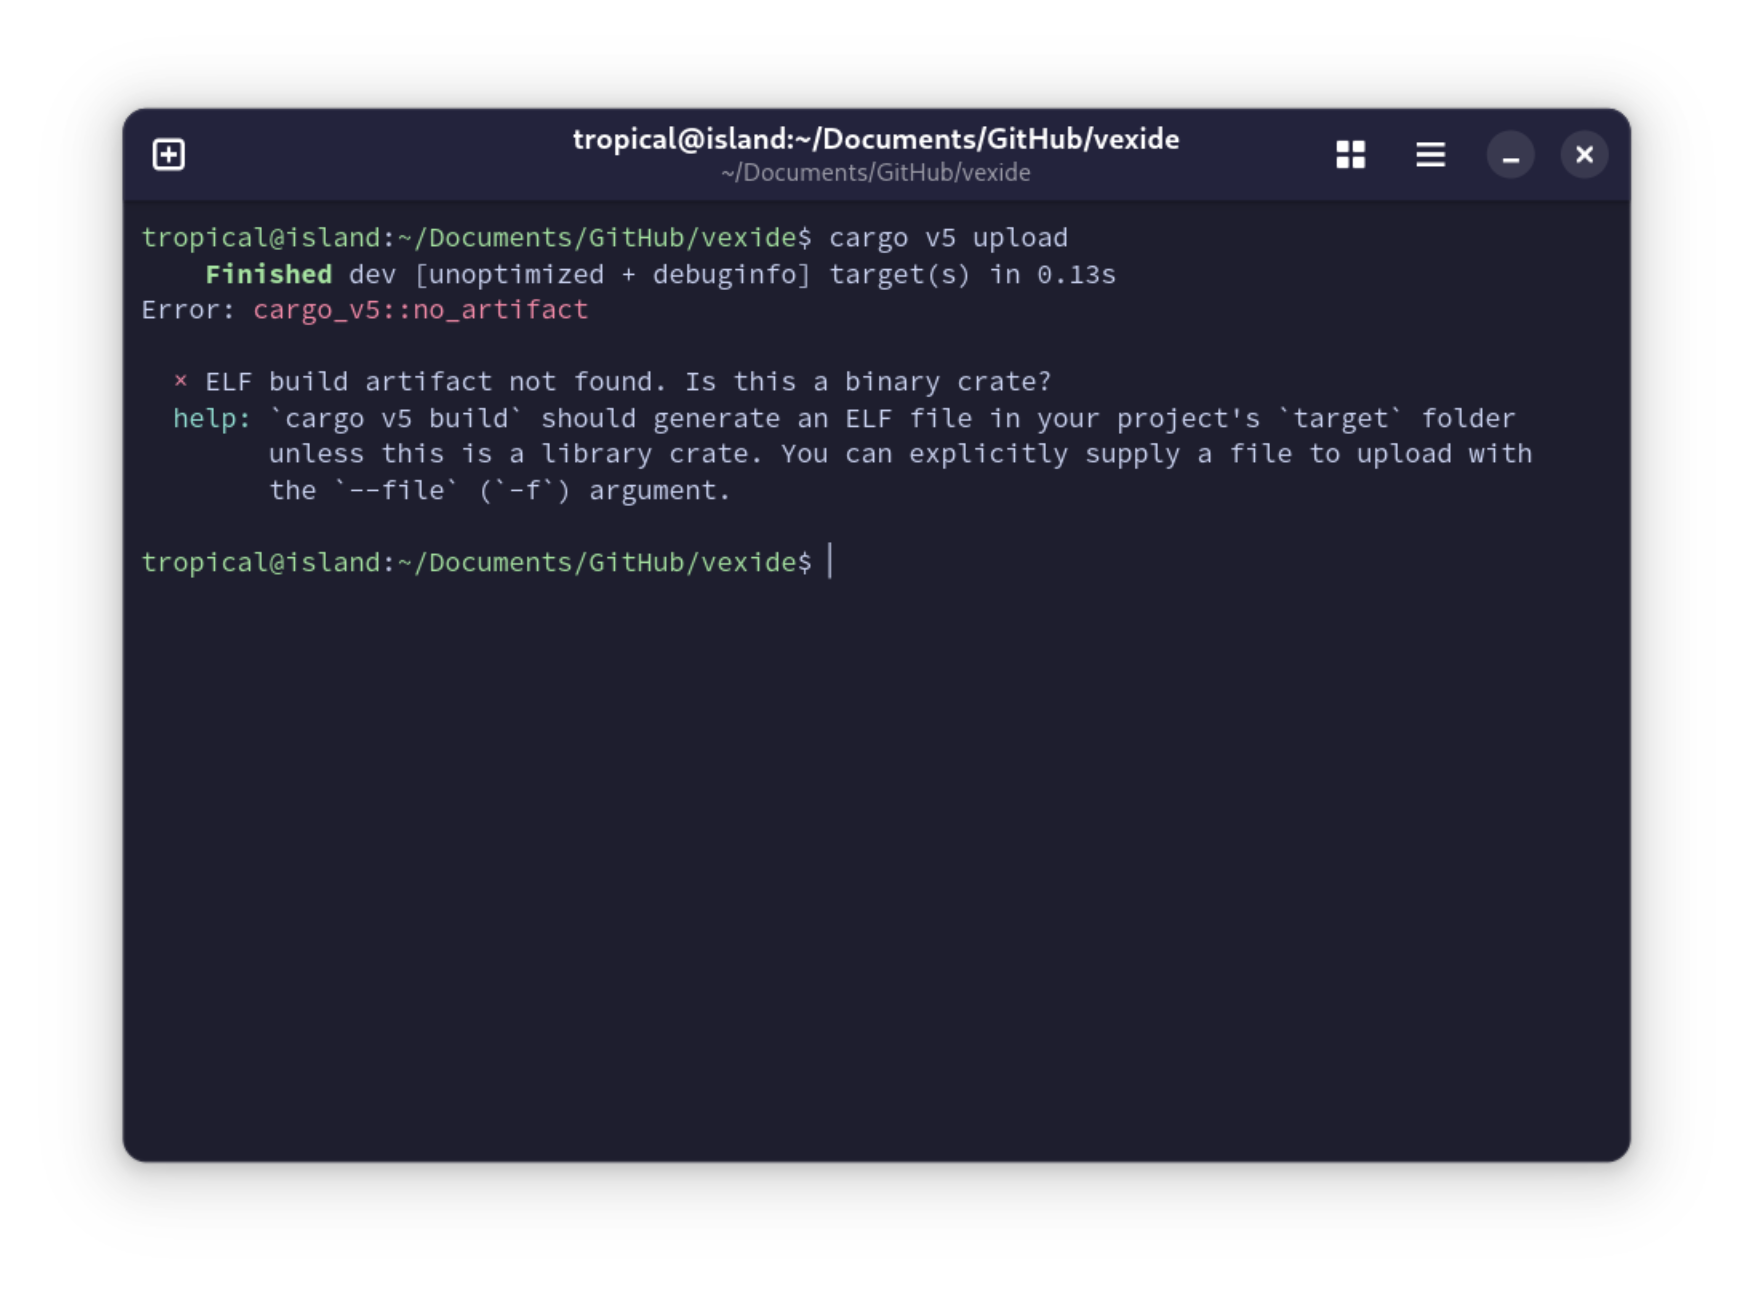 tropical@island:~/Documents/GitHub/vexide
~/Documents/GitHub/vexide
tropical@island:~/Documents/GitHub/vexide$ cargo v5 upload
    Finished dev [unoptimized + debuginfo] target(s) in 0.13s
Error: cargo_v5::no_artifact

  × ELF build artifact not found. Is this a binary crate?
  help: `cargo v5 build` should generate an ELF file in your project's `target` folder
        unless this is a library crate. You can explicitly supply a file to upload with
        the `--file` (`-f`) argument.

tropical@island:~/Documents/GitHub/vexide$